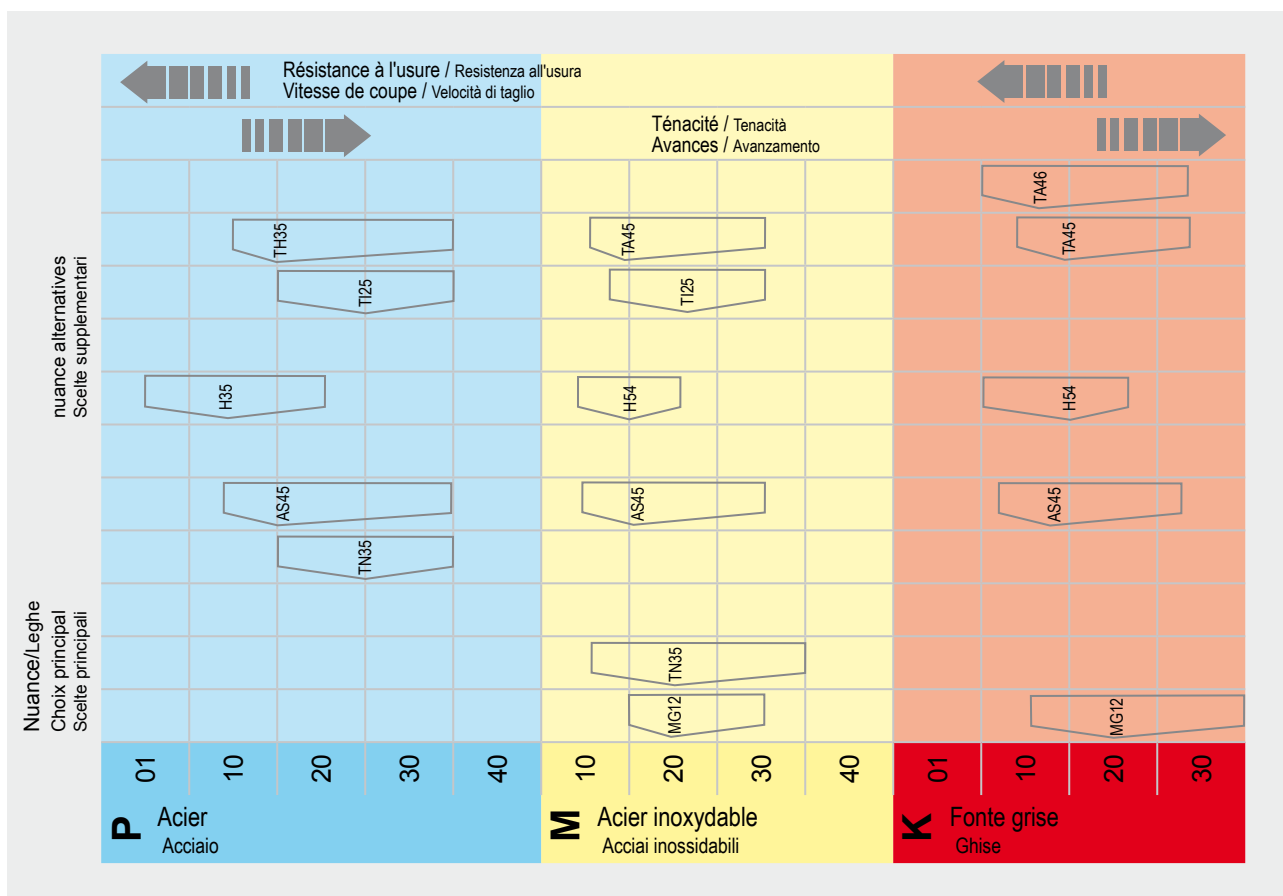 Résistance à l'usure / Resistenza all'usura
Vitesse de coupe / Velocità di taglio
Ténacité / Tenacità
Avances / Avanzamento
nuance alternatives
Scelte supplementari
Nuance/Leghe
Choix principal
Scelte principali
TA46
TH35
TA45
TA45
TI25
TI25
H35
H54
H54
AS45
AS45
AS45
TN35
TN35
MG12
MG12
01 10 20 30 40 10 20 30 40 01 10 20 30
P Acier
Acciaio
M Acier inoxydable
Acciai inossidabili
K Fonte grise
Ghise